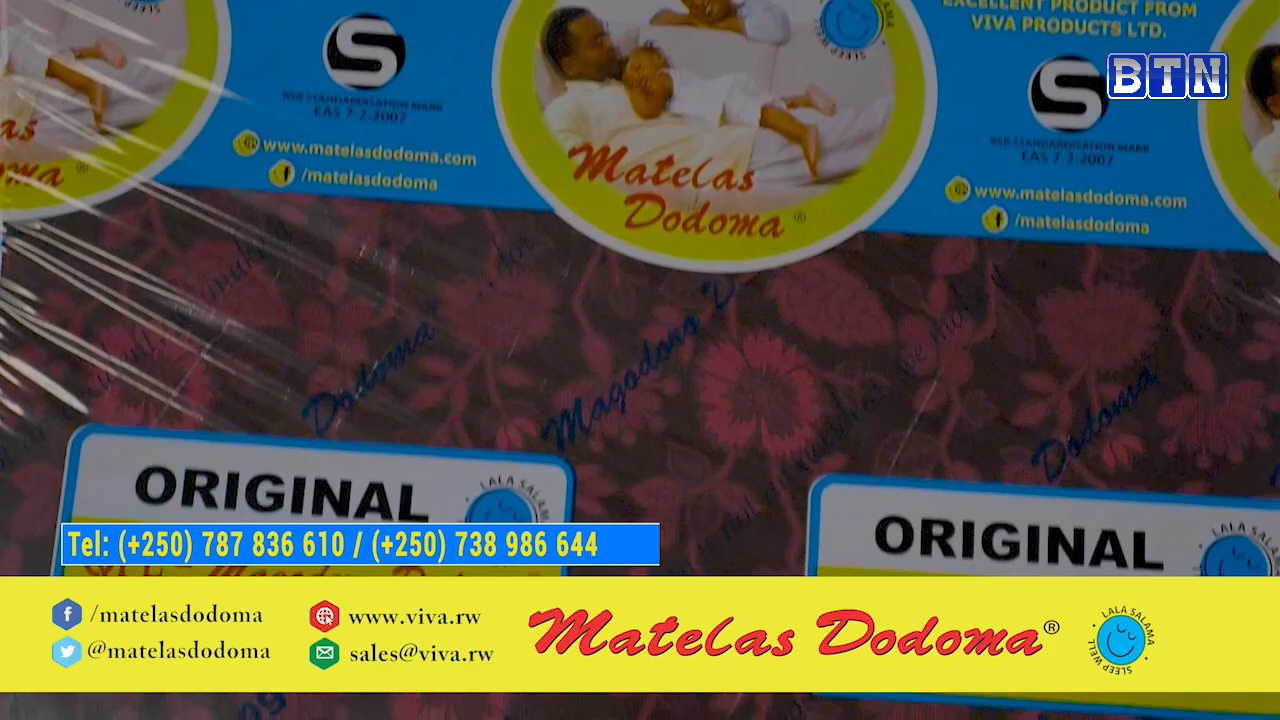 EXCELLENT PRODUCT FROM
VIVA PRODUCTS LTD.
BTN
S
S
RSB STANDARDISATION MARK
EAS 7-2:2007
RSB STANDARDISATION MARK
EAS 7-2:2007
www.matelasdodoma.com
/matelasdodoma
www.matelasdodoma.com
/matelasdodoma
SLEEP WELL
Matelas
Dodoma ®
Dodoma
Magodoro
Dodoma
ORIGINAL
LALA SALAMA
ORIGINAL
LALA SALAMA
Tel: (+250) 787 836 610 / (+250) 738 986 644
/matelasdodoma
@matelasdodoma
www.viva.rw
sales@viva.rw
Matelas Dodoma®
LALA SALAMA
SLEEP WELL